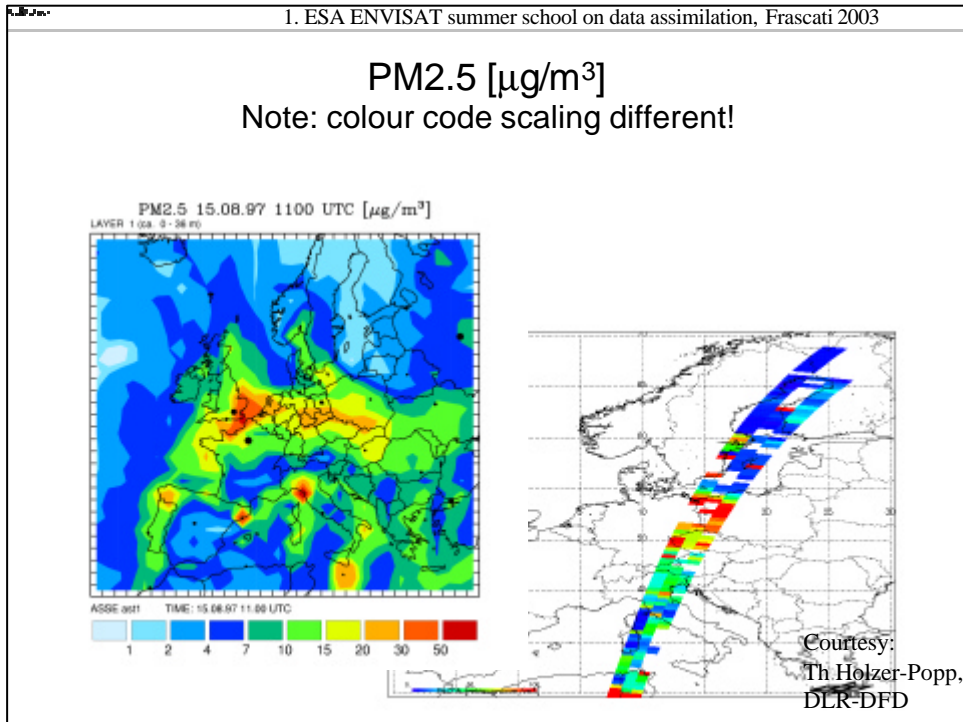 1. ESA ENVISAT summer school on data assimilation, Frascati 2003
PM2.5 [μg/m³]
Note: colour code scaling different!
PM2.5 15.08.97 1100 UTC [μg/m³]
LAYER 1 (ca. 0 - 36 m)
ASSE ast1 TIME: 15.08.97 11.00 UTC
1 2 4 7 10 15 20 30 50
Courtesy:
Th Holzer-Popp,
DLR-DFD